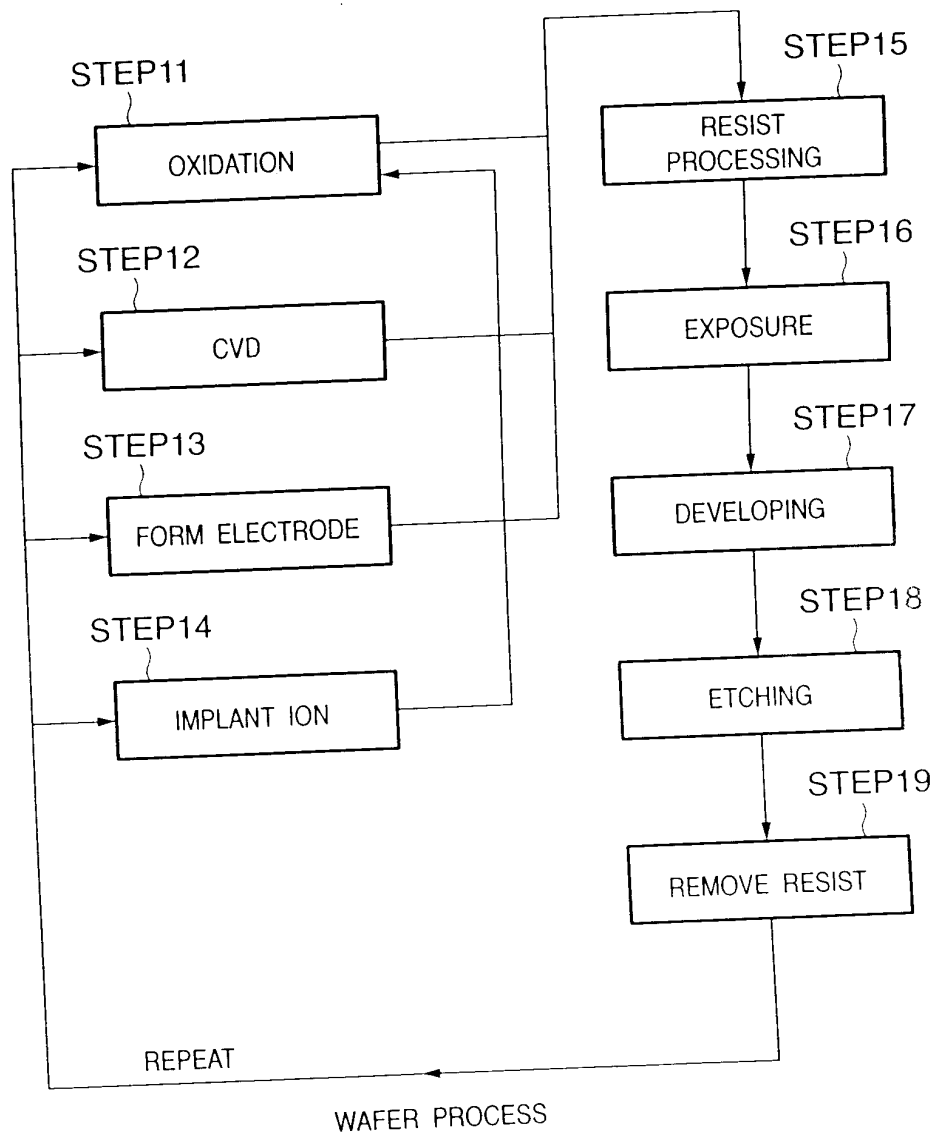 STEP11
OXIDATION
STEP12
CVD
STEP13
FORM ELECTRODE
STEP14
IMPLANT ION
STEP15
RESIST
PROCESSING
STEP16
EXPOSURE
STEP17
DEVELOPING
STEP18
ETCHING
STEP19
REMOVE RESIST
REPEAT
WAFER PROCESS